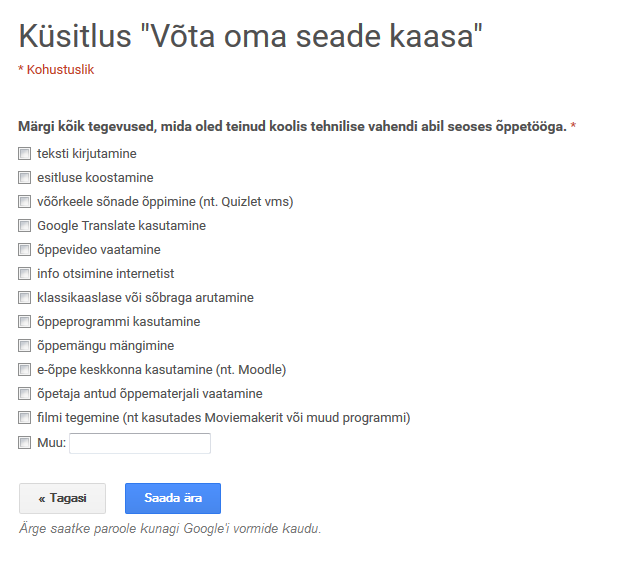 Küsitlus "Võta oma seade kaasa"
* Kohustuslik
Märgi kõik tegevused, mida oled teinud koolis tehnilise vahendi abil seoses õppetööga. *
teksti kirjutamine
esitluse koostamine
võõrkeele sõnade õppimine (nt. Quizlet vms)
Google Translate kasutamine
õppevideo vaatamine
info otsimine internetist
klassikaaslase või sõbraga arutamine
õppeprogrammi kasutamine
õppemängu mängimine
e-õppe keskkonna kasutamine (nt. Moodle)
õpetaja antud õppematerjali vaatamine
filmi tegemine (nt kasutades Moviemakerit või muud programmi)
Muu:
« Tagasi Saada ära
Ärge saatke paroole kunagi Google'i vormide kaudu.